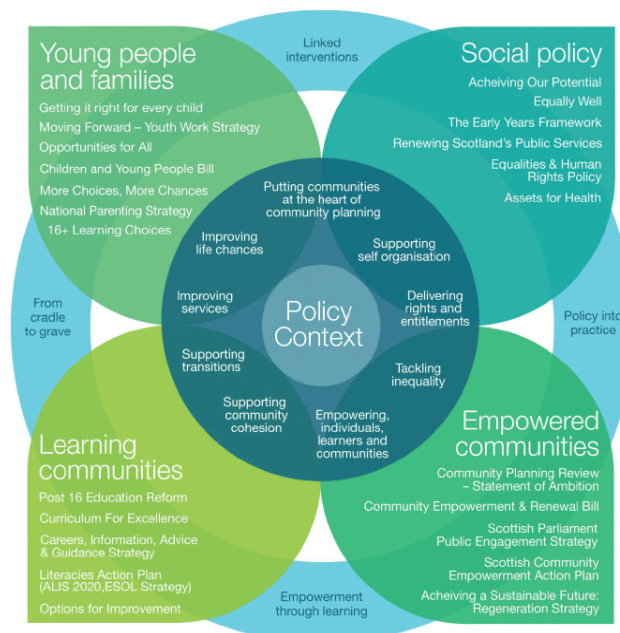 Young people
and families
Getting it right for every child
Moving Forward – Youth Work Strategy
Opportunities for All
Children and Young People Bill
More Choices, More Chances
National Parenting Strategy
16+ Learning Choices
Linked
interventions
Social policy
Acheiving Our Potential
Equally Well
The Early Years Framework
Renewing Scotland's Public Services
Equalities & Human
Rights Policy
Assets for Health
Putting communities
at the heart of
community planning
Improving
life chances
Supporting
self organisation
Improving
services
Delivering
rights and
entitlements
Policy
Context
Supporting
transitions
Tackling
inequality
Supporting
community
cohesion
Empowering,
individuals,
learners and
communities
From
cradle
to grave
Policy into
practice
Learning
communities
Post 16 Education Reform
Curriculum For Excellence
Careers, Information, Advice
& Guidance Strategy
Literacies Action Plan
(ALIS 2020,ESOL Strategy)
Options for Improvement
Empowered
communities
Community Planning Review
– Statement of Ambition
Community Empowerment & Renewal Bill
Scottish Parliament
Public Engagement Strategy
Scottish Community
Empowerment Action Plan
Acheiving a Sustainable Future:
Regeneration Strategy
Empowerment
through learning